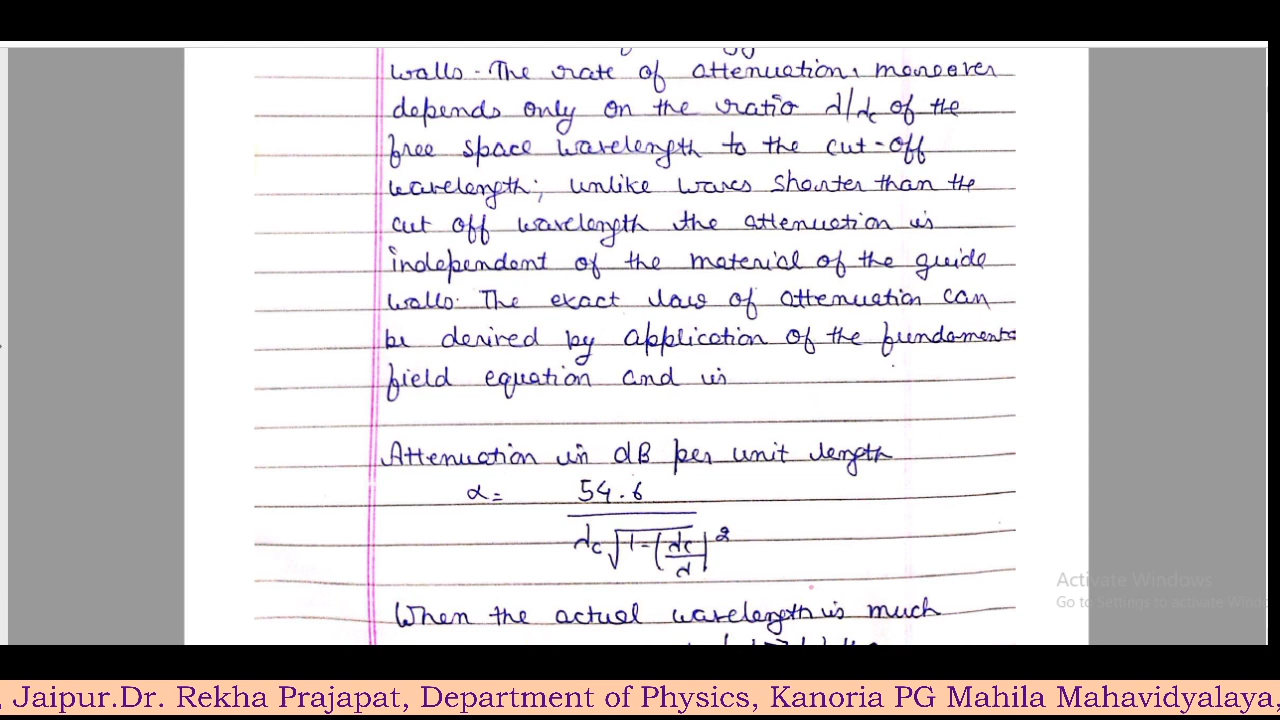 walls. The rate of attenuation, moreover
depends only on the ratio λ/λc of the
free space wavelength to the cut-off
wavelength; unlike waves shorter than the
cut off wavelength the attenuation is
independent of the material of the guide
walls. The exact law of attenuation can
be derived by application of the fundamenta
field equation and is
Attenuation in dB per unit length
α = 54.6 / λc √1-(λc/λ)²
When the actual wavelength is much
Activate Windows
Go to Settings to activate Windo
, Jaipur.Dr. Rekha Prajapat, Department of Physics, Kanoria PG Mahila Mahavidyalaya,